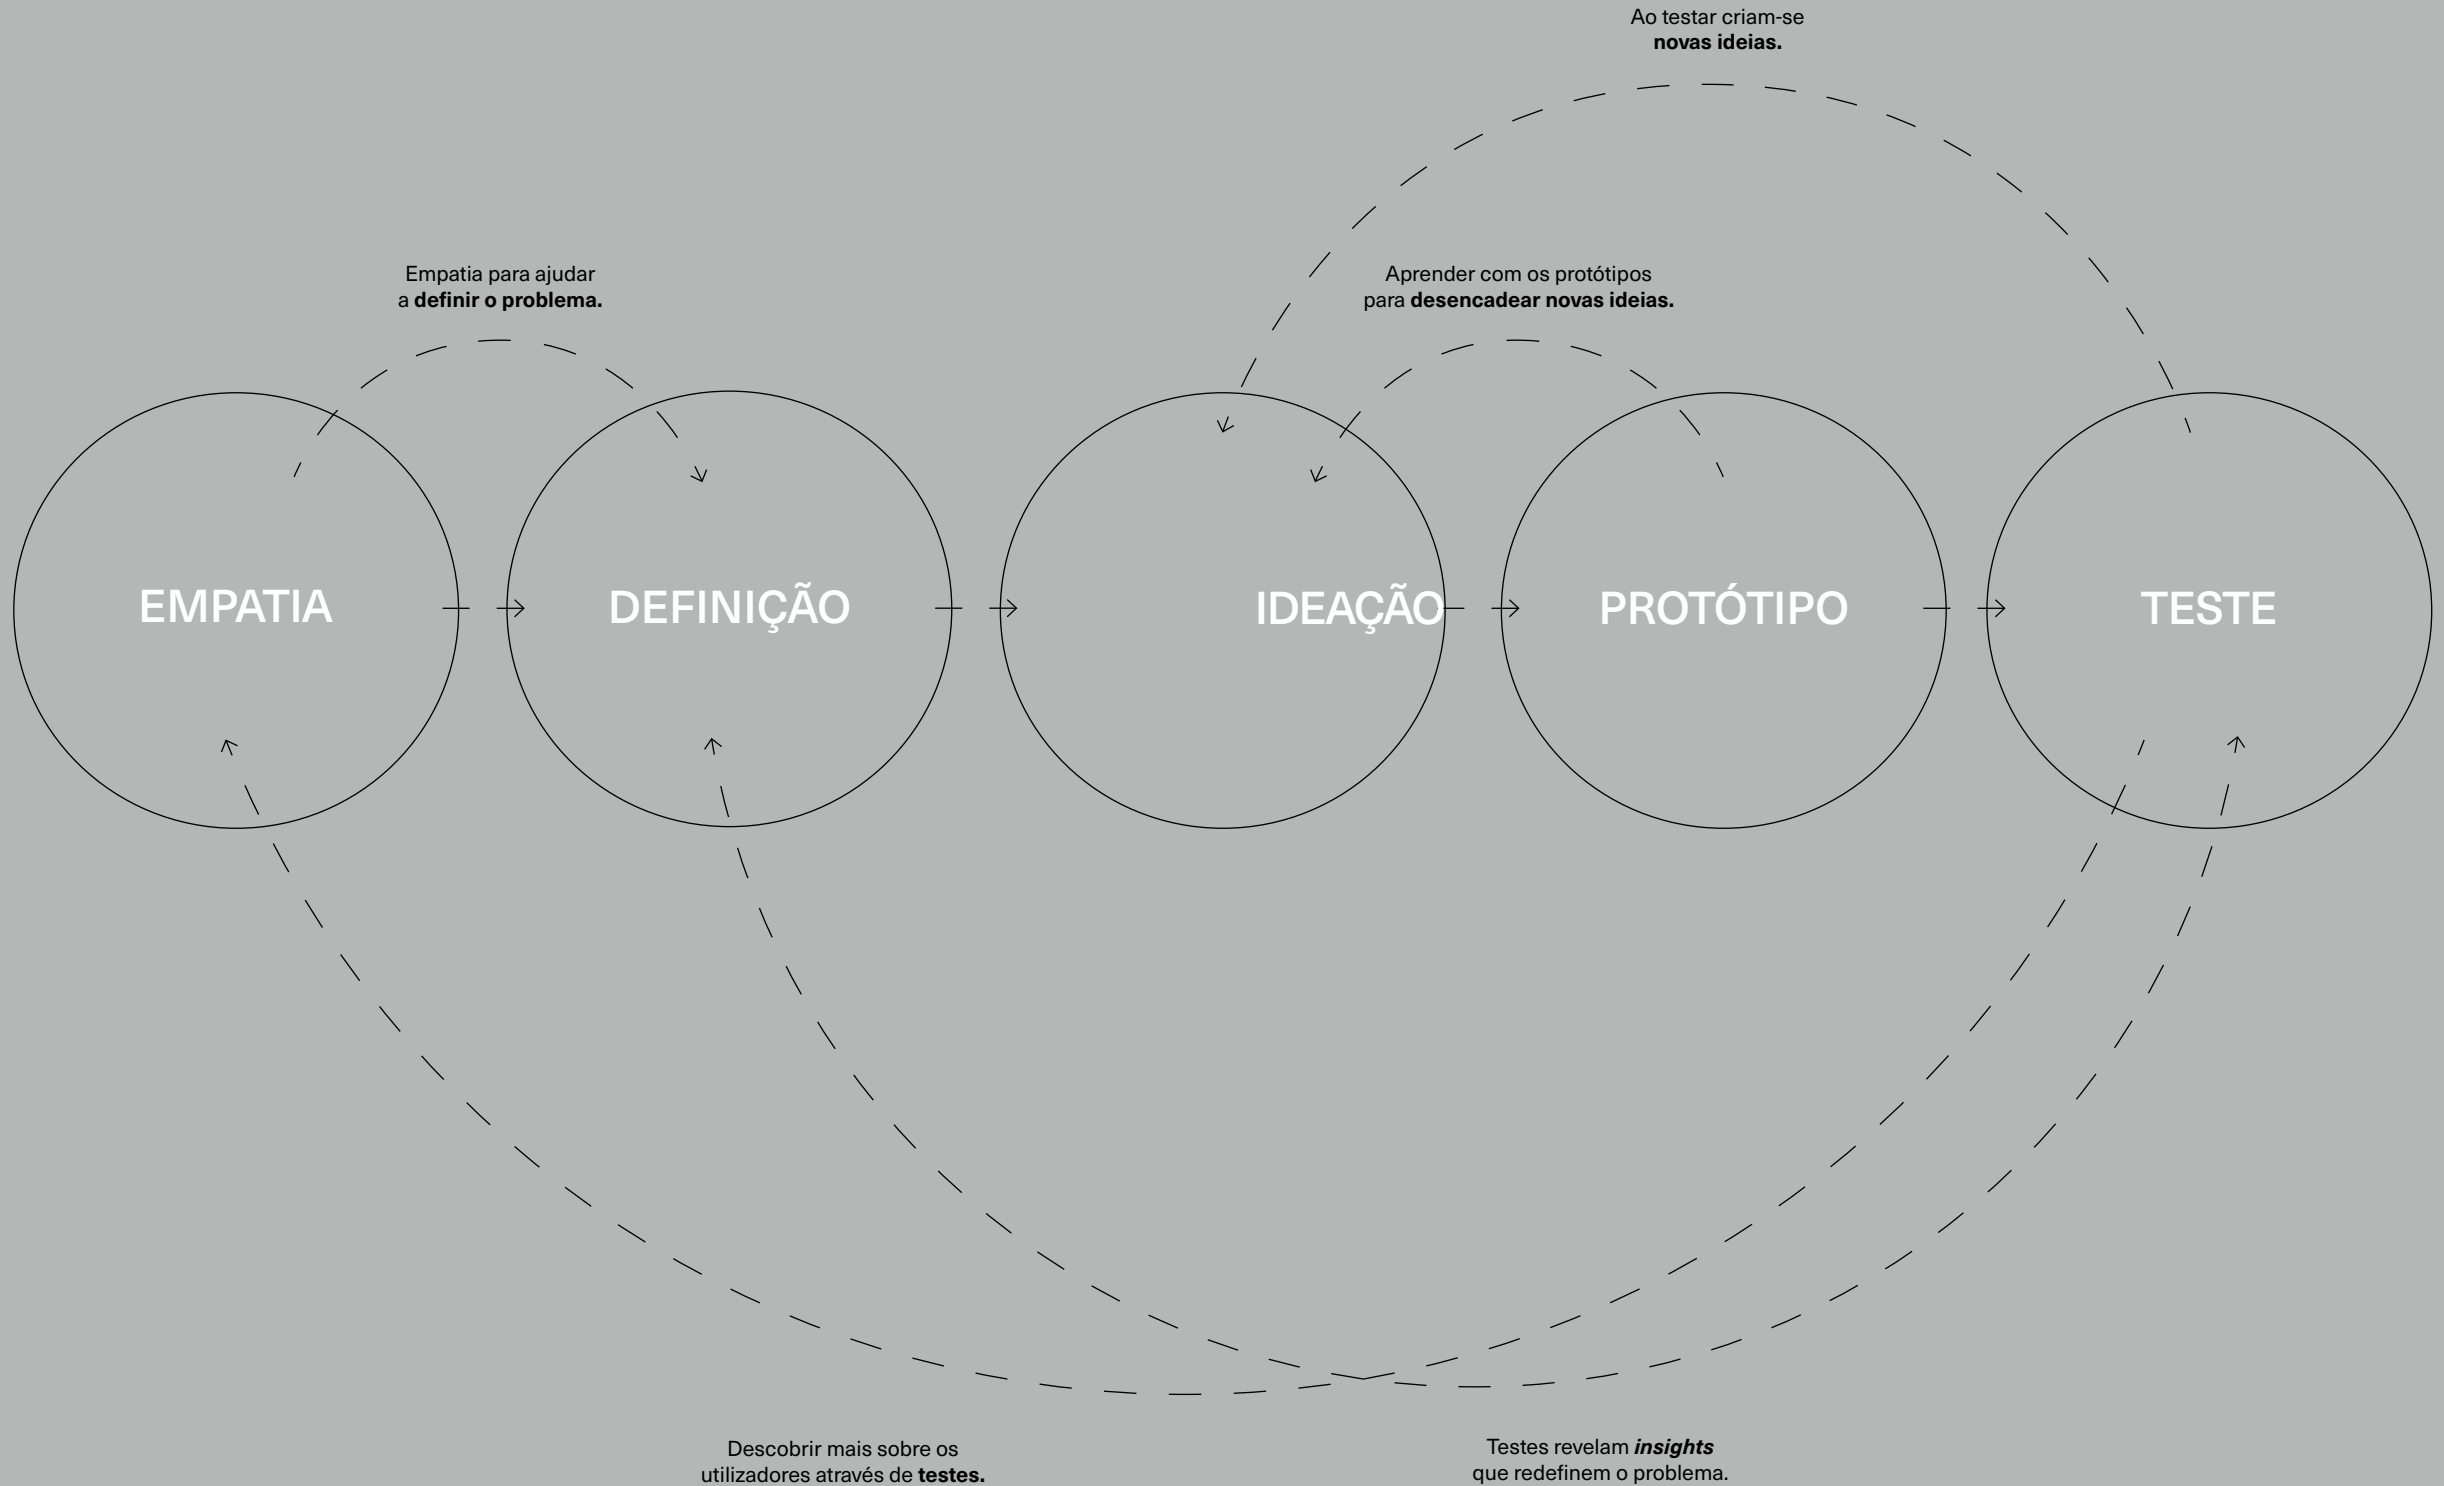 Ao testar criam-se
novas ideias.
Empatia para ajudar
a definir o problema.
Aprender com os protótipos
para desencadear novas ideias.
EMPATIA
DEFINIÇÃO
IDEAÇÃO
PROTÓTIPO
TESTE
Descobrir mais sobre os
utilizadores através de testes.
Testes revelam insights
que redefinem o problema.